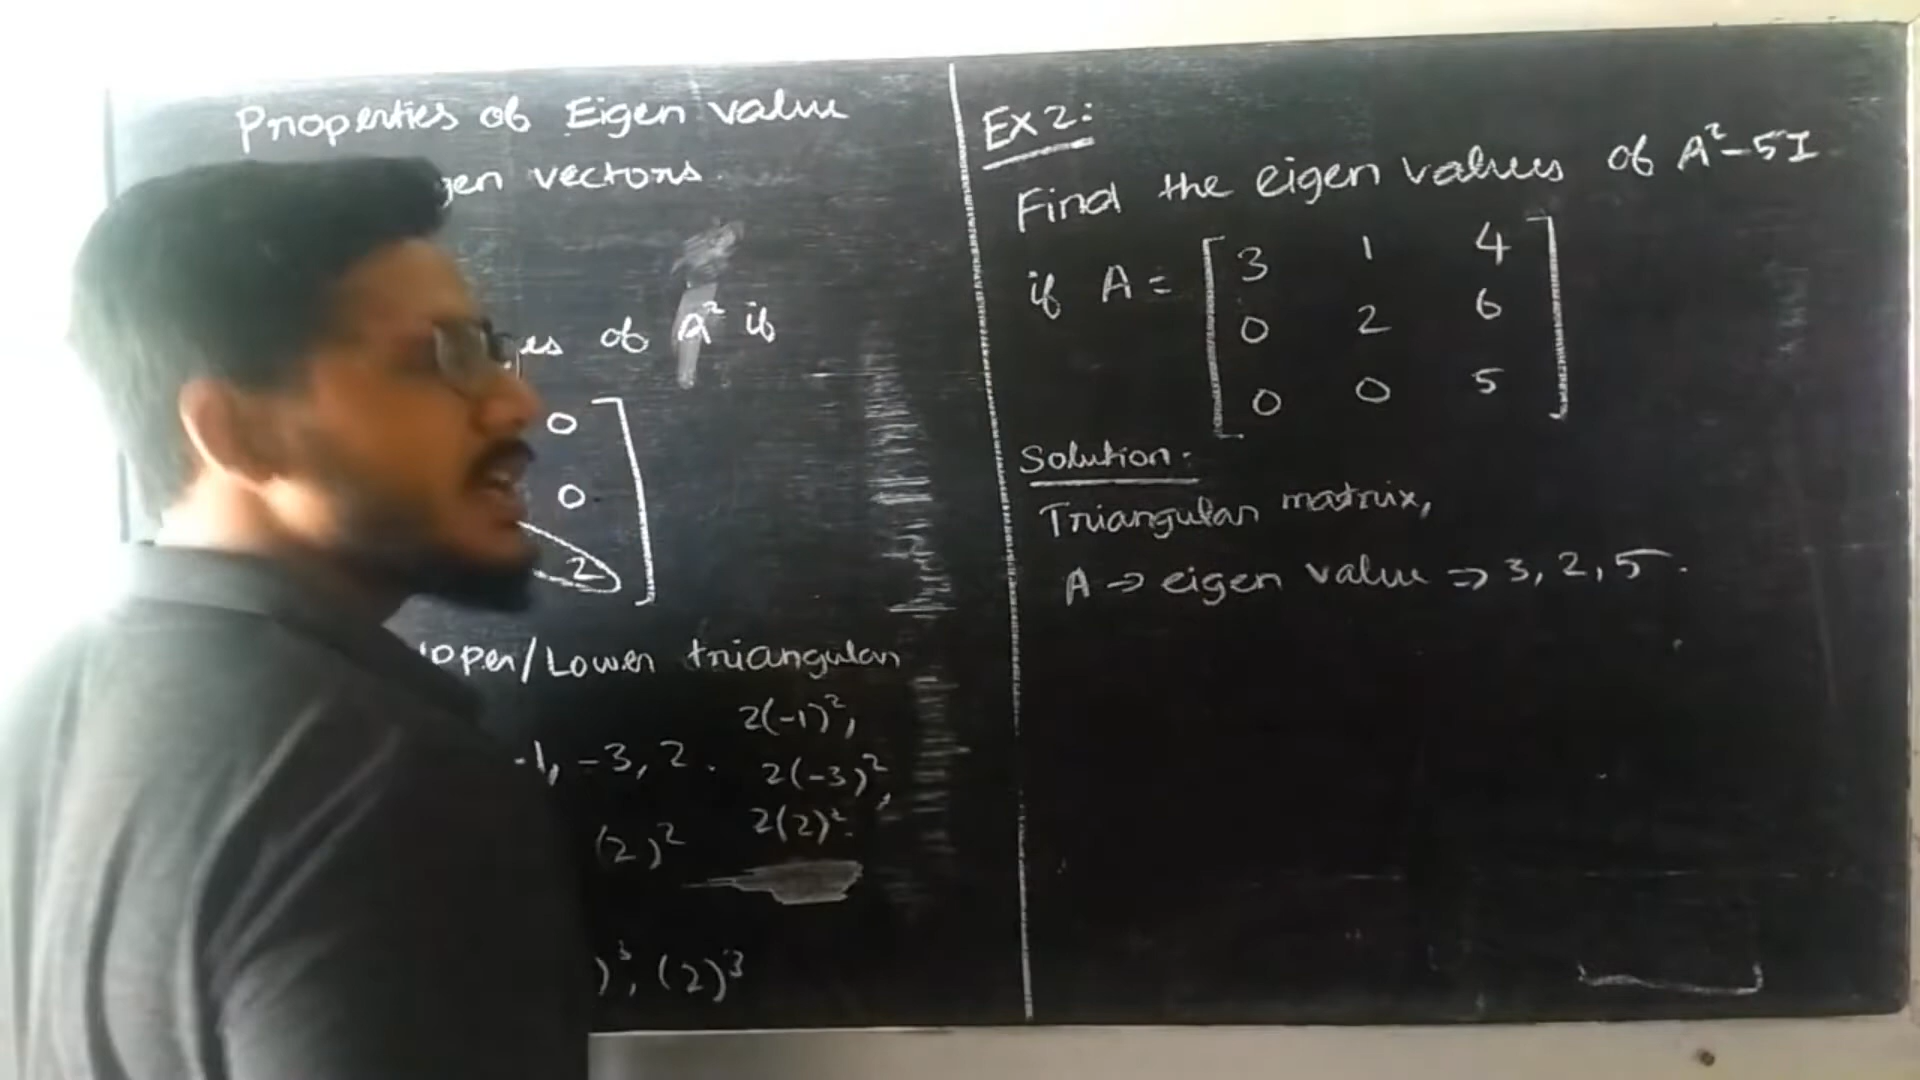 Properties of Eigen value
vectors.
of A² if
0
0
2
/Lower triangular
2(-1)²,
-1, -3, 2.
2(-3)²,
2(2)².
(2)²
)³, (2)³
Ex 2:
Find the eigen values of A²-5I
if A = [3 1 4
0 2 6
0 0 5]
Solution:
Triangular matrix,
A → eigen value ⇒ 3, 2, 5.